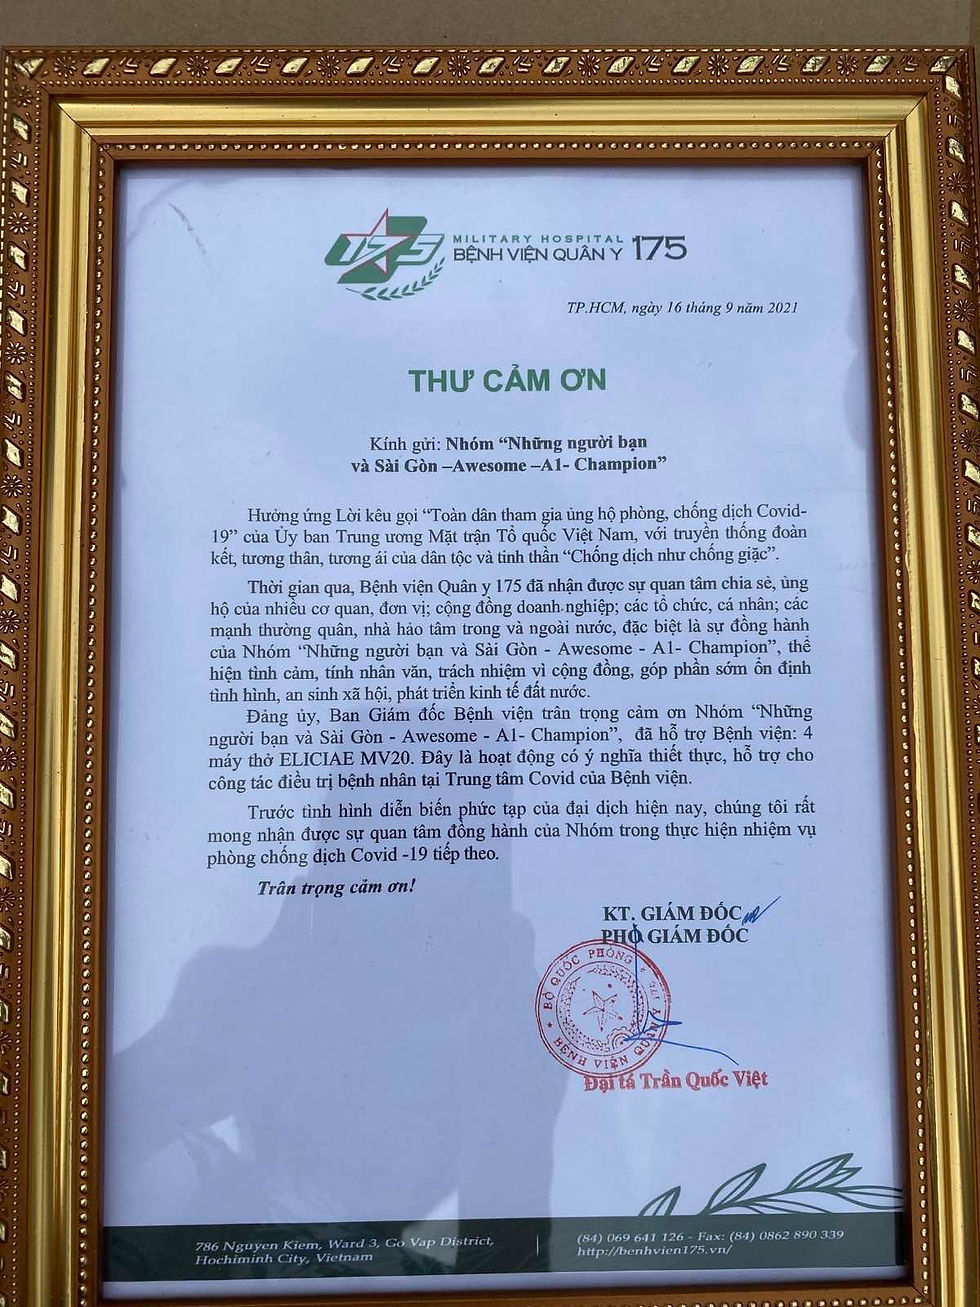 175
MILITARY HOSPITAL
BỆNH VIỆN QUÂN Y 175
TP.HCM, ngày 16 tháng 9 năm 2021
THƯ CẢM ƠN
Kính gửi: Nhóm “Những người bạn
và Sài Gòn –Awesome –A1- Champion”
Hưởng ứng Lời kêu gọi “Toàn dân tham gia ủng hộ phòng, chống dịch Covid-
19” của Ủy ban Trung ương Mặt trận Tổ quốc Việt Nam, với truyền thống đoàn
kết, tương thân, tương ái của dân tộc và tinh thần “Chống dịch như chống giặc”.
Thời gian qua, Bệnh viện Quân y 175 đã nhận được sự quan tâm chia sẻ, ủng
hộ của nhiều cơ quan, đơn vị; cộng đồng doanh nghiệp; các tổ chức, cá nhân; các
mạnh thường quân, nhà hảo tâm trong và ngoài nước, đặc biệt là sự đồng hành
của Nhóm “Những người bạn và Sài Gòn - Awesome - A1- Champion”, thể
hiện tình cảm, tính nhân văn, trách nhiệm vì cộng đồng, góp phần sớm ổn định
tình hình, an sinh xã hội, phát triển kinh tế đất nước.
Đảng ủy, Ban Giám đốc Bệnh viện trân trọng cảm ơn Nhóm “Những
người bạn và Sài Gòn - Awesome - A1- Champion”, đã hỗ trợ Bệnh viện: 4
máy thở ELICIAE MV20. Đây là hoạt động có ý nghĩa thiết thực, hỗ trợ cho
công tác điều trị bệnh nhân tại Trung tâm Covid của Bệnh viện.
Trước tình hình diễn biến phức tạp của đại dịch hiện nay, chúng tôi rất
mong nhận được sự quan tâm đồng hành của Nhóm trong thực hiện nhiệm vụ
phòng chống dịch Covid -19 tiếp theo.
Trân trọng cảm ơn!
KT. GIÁM ĐỐC
PHÓ GIÁM ĐỐC
BỘ QUỐC PHÒNG
BỆNH VIỆN QUÂN Y
Đại tá Trần Quốc Việt
786 Nguyen Kiem, Ward 3, Go Vap District,
Hochiminh City, Vietnam
(84) 069 641 126 - Fax: (84) 0862 890 339
http://benhvien175.vn/